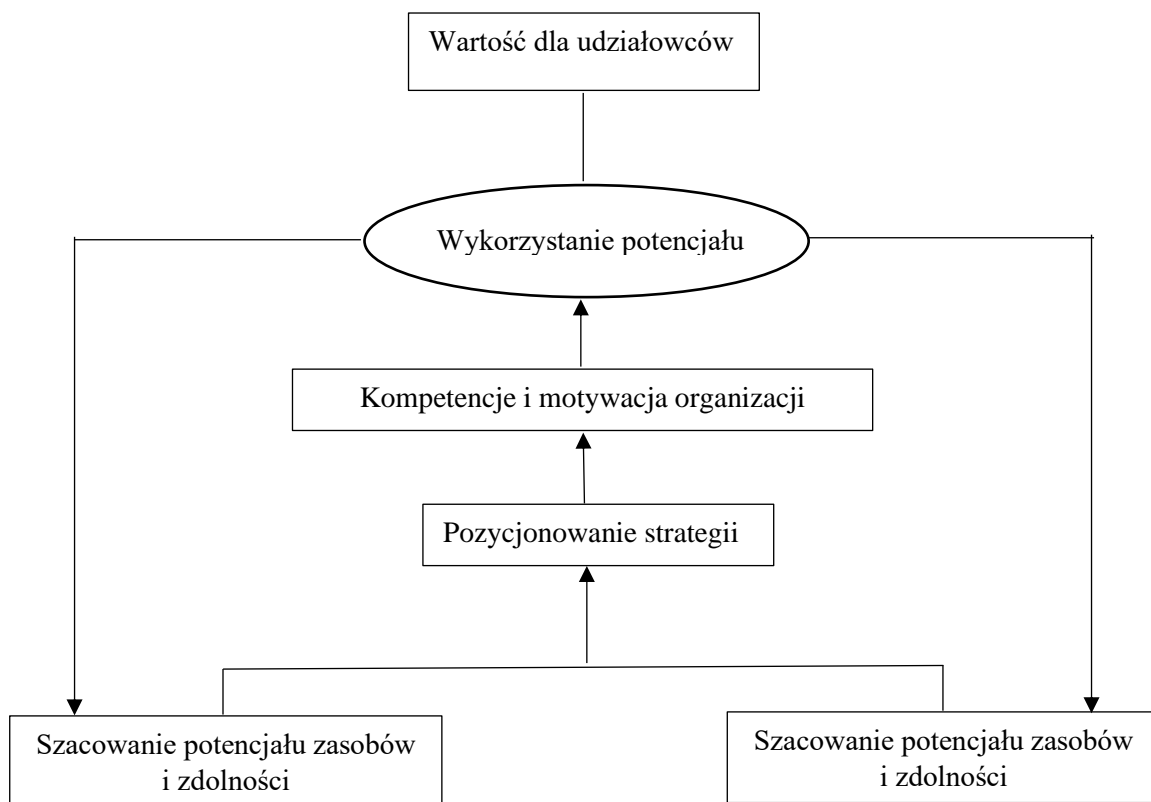 Wartość dla udziałowców
Wykorzystanie potencjału
Kompetencje i motywacja organizacji
Pozycjonowanie strategii
Szacowanie potencjału zasobów
i zdolności
Szacowanie potencjału zasobów
i zdolności